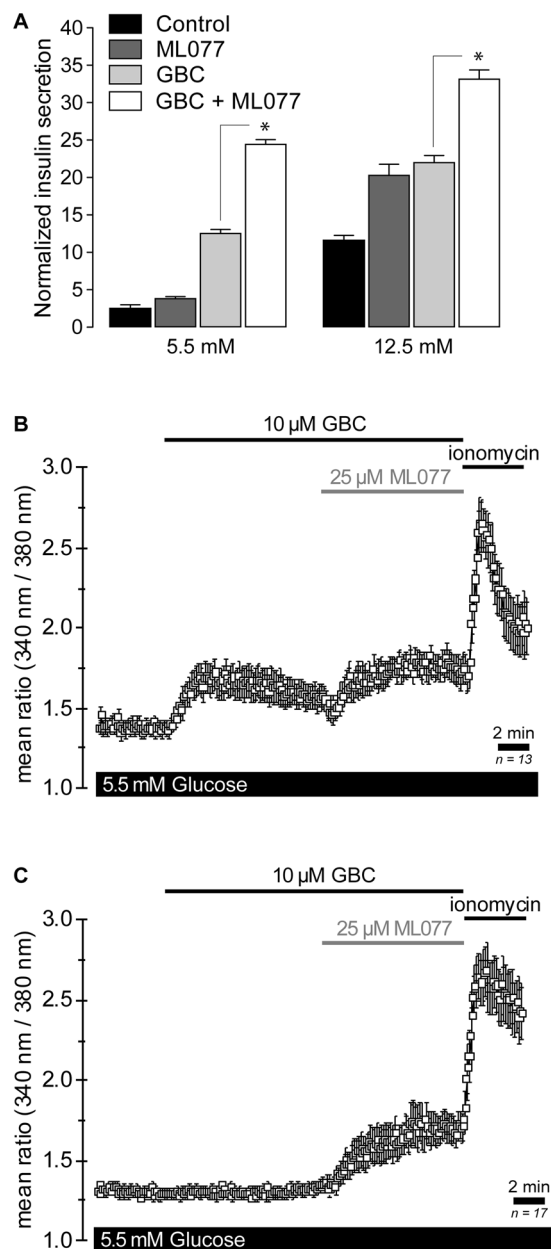 A
Control
ML077
GBC
GBC + ML077
Normalized insulin secretion
40
35
30
25
20
15
10
5
0
*
*
5.5 mM
12.5 mM
B
10 µM GBC
ionomycin
25 µM ML077
mean ratio (340 nm / 380 nm)
3.0
2.5
2.0
1.5
1.0
2 min
n = 13
5.5 mM Glucose
C
10 µM GBC
ionomycin
25 µM ML077
mean ratio (340 nm / 380 nm)
3.0
2.5
2.0
1.5
1.0
2 min
n = 17
5.5 mM Glucose